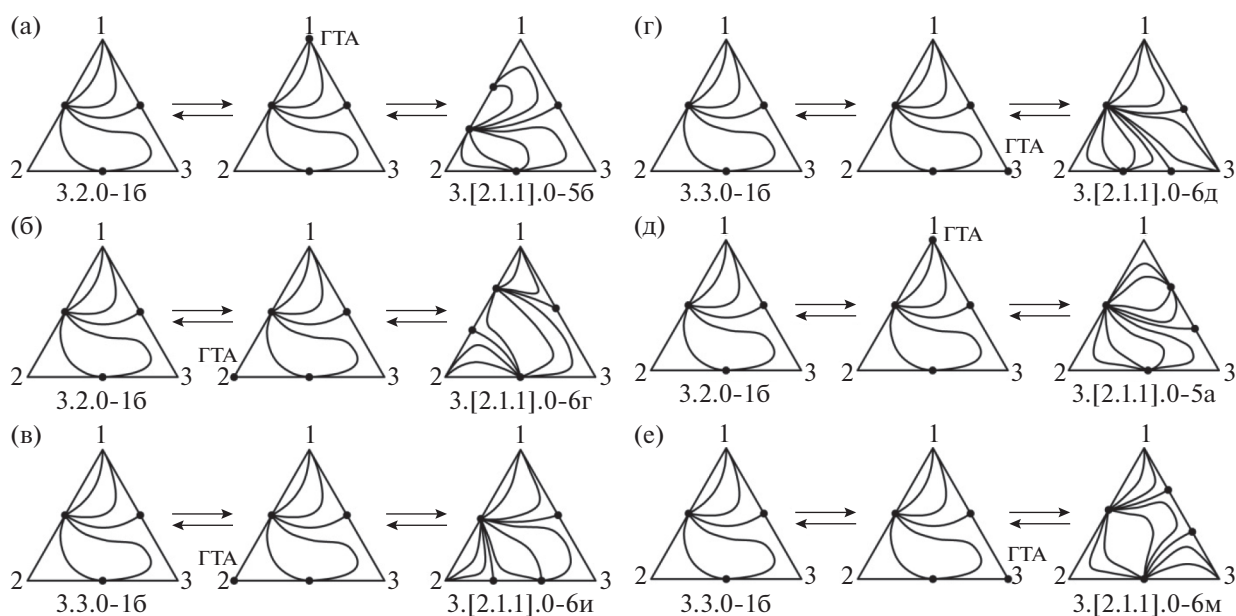 (а)
1
1
ГТА
1
2
3
2
3
2
3
3.2.0-1б
3.[2.1.1].0-5б
(б)
1
1
1
2
3
ГТА
2
3
2
3
3.2.0-1б
3.[2.1.1].0-6г
(в)
1
1
1
2
3
ГТА
2
3
2
3
3.3.0-1б
3.[2.1.1].0-6и
(г)
1
1
1
2
3
2
ГТА
3
2
3
3.3.0-1б
3.[2.1.1].0-6д
(д)
1
1
ГТА
1
2
3
2
3
2
3
3.2.0-1б
3.[2.1.1].0-5а
(е)
1
1
1
2
3
2
ГТА
3
2
3
3.3.0-1б
3.[2.1.1].0-6м